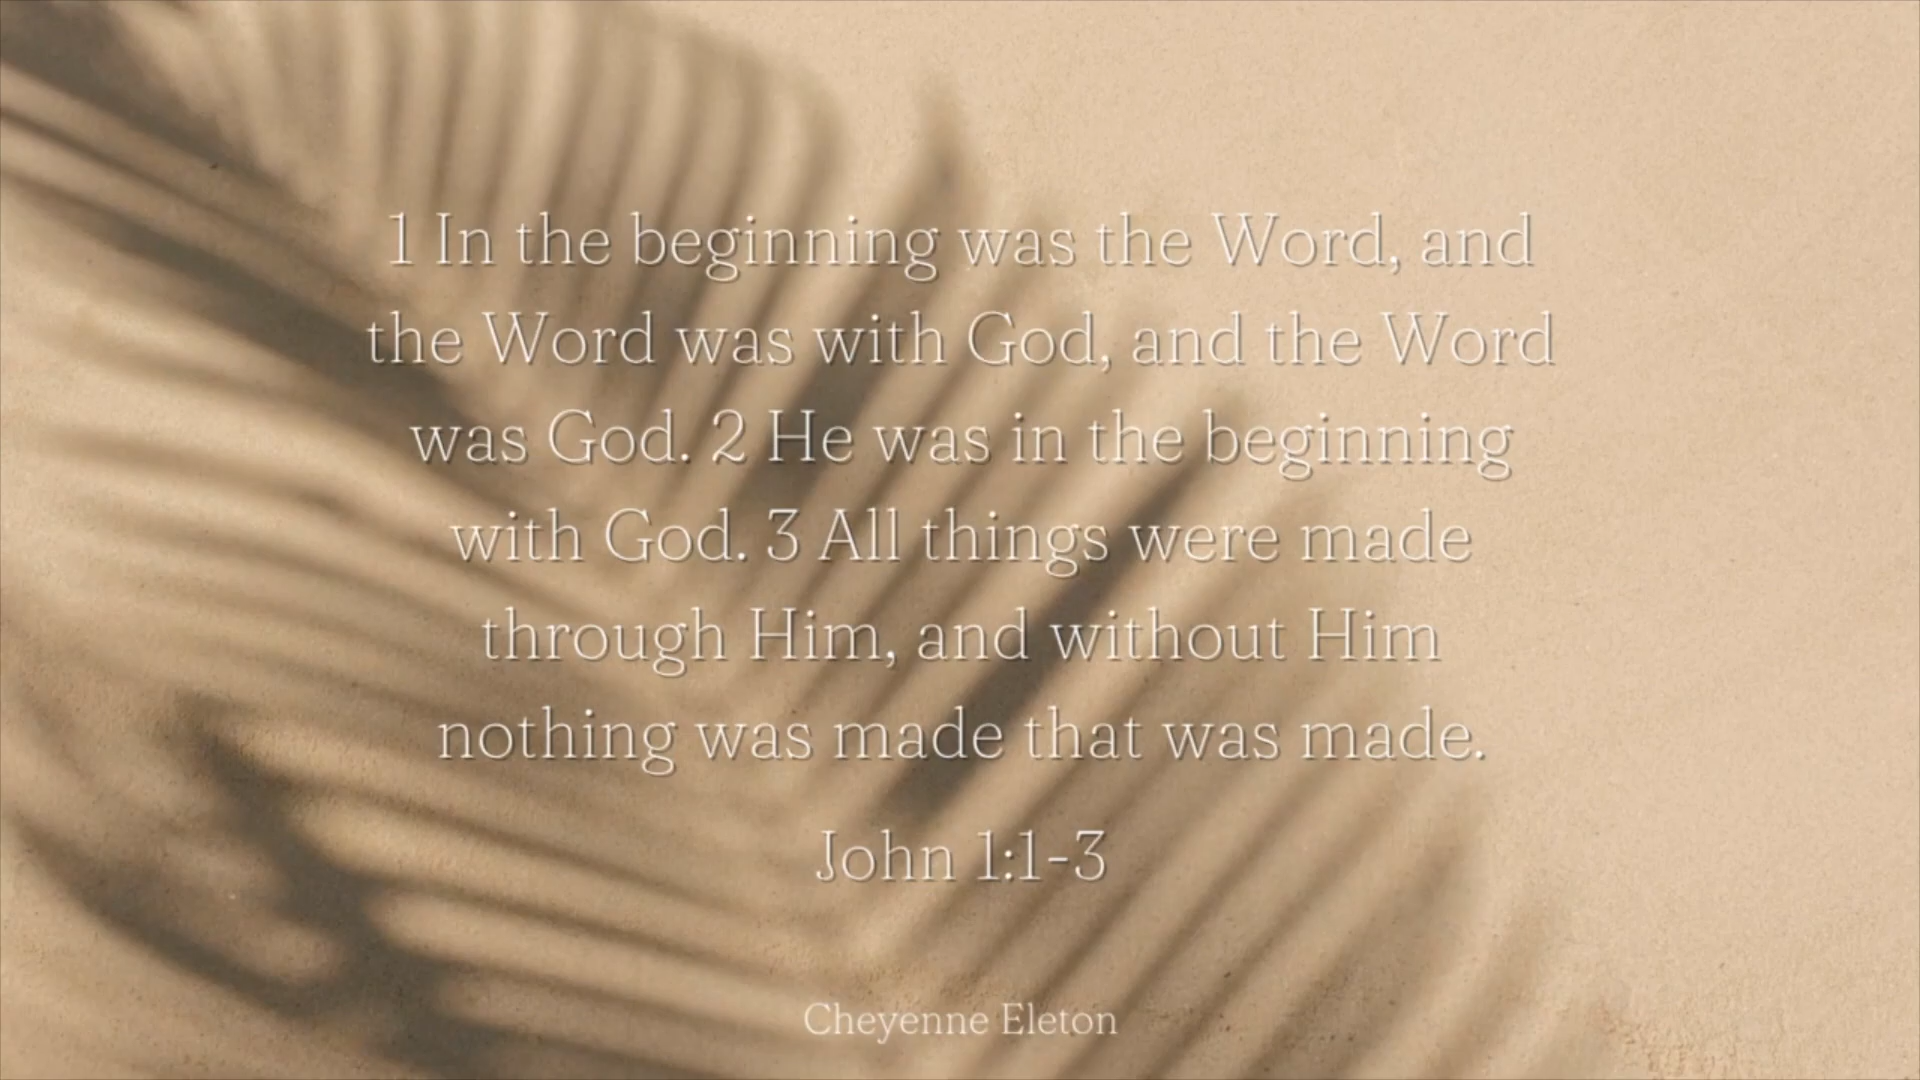 1 In the beginning was the Word, and
the Word was with God, and the Word
was God. 2 He was in the beginning
with God. 3 All things were made
through Him, and without Him
nothing was made that was made.
John 1:1-3
Cheyenne Eleton